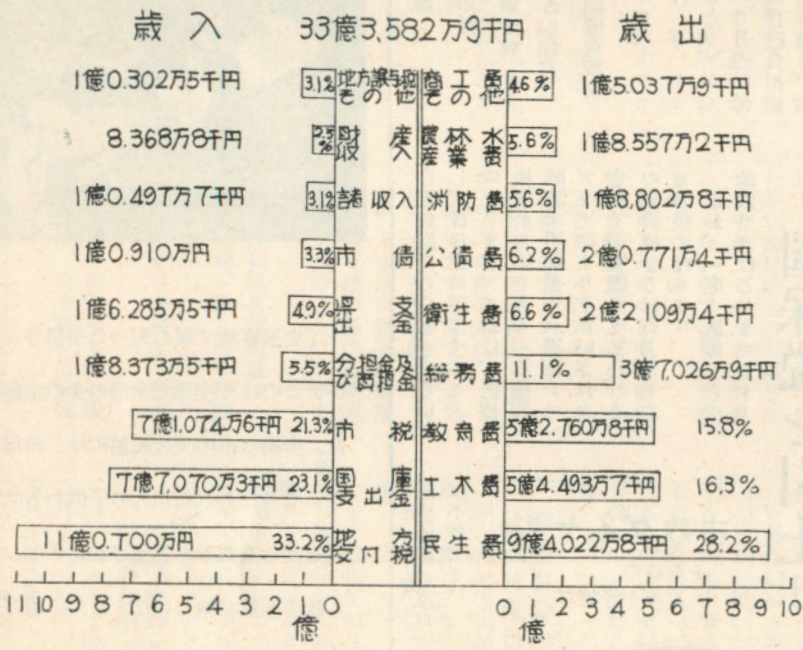 歳入 33億3,582万9千円 歳出
1億0.302万5千円 3.1% 地方譲与税その他 商工費その他 4.6% 1億5.037万9千円
8.368万8千円 2.5% 財産収入 農林水産業費 5.6% 1億8.557万2千円
1億0.497万7千円 3.1% 諸収入 消防費 5.6% 1億8,802万8千円
1億0.910万円 3.3% 市債 公債費 6.2% 2億0.771万4千円
1億6.285万5千円 4.9% 県支出金 衛生費 6.6% 2億2,109万4千円
1億8.373万5千円 5.5% 分担金及び負担金 総務費 11.1% 3億7,026万9千円
7億1.074万6千円 21.3% 市税 教育費 5億2.760万8千円 15.8%
7億7,070万3千円 23.1% 国庫支出金 土木費 5億4.493万7千円 16.3%
11億0.700万円 33.2% 地方交付税 民生費 9億4.022万8千円 28.2%
11 10 9 8 7 6 5 4 3 2 1 0 0 1 2 3 4 5 6 7 8 9 10
億 億